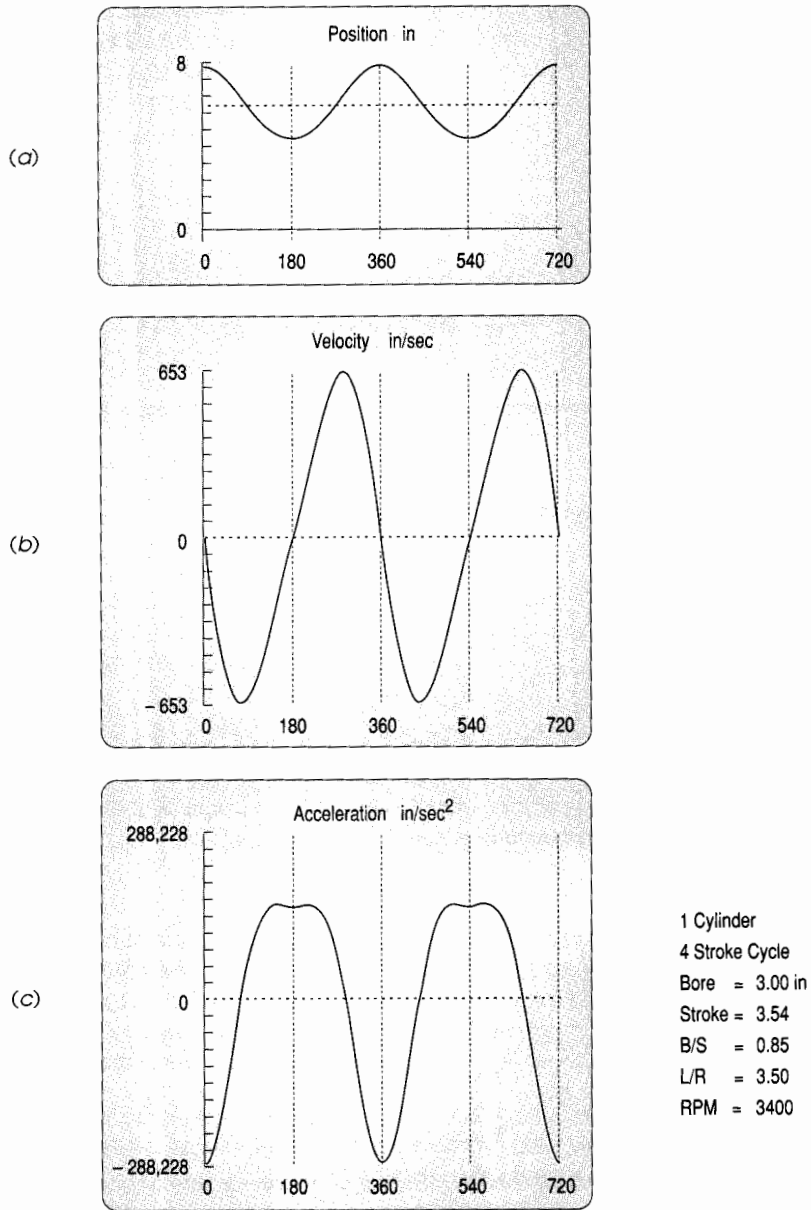 Position in
8
(a)
0
0 180 360 540 720
Velocity in/sec
653
(b)
0
– 653
0 180 360 540 720
Acceleration in/sec²
288,228
(c)
0
– 288,228
0 180 360 540 720
1 Cylinder
4 Stroke Cycle
Bore = 3.00 in
Stroke = 3.54
B/S = 0.85
L/R = 3.50
RPM = 3400